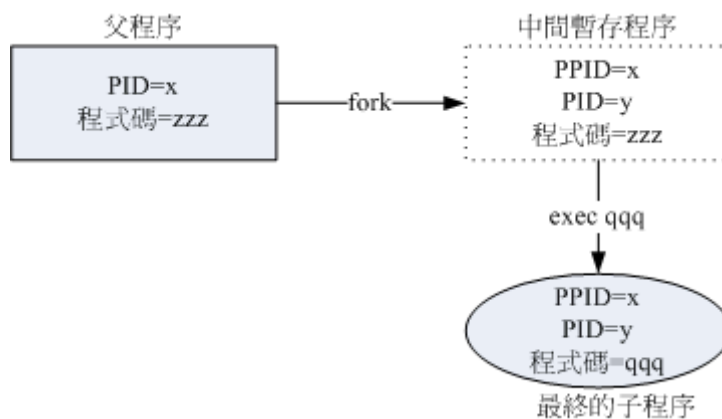 父程序
PID=x
程式碼=zzz
fork
中間暫存程序
PPID=x
PID=y
程式碼=zzz
exec qqq
PPID=x
PID=y
程式碼=qqq
最終的子程序